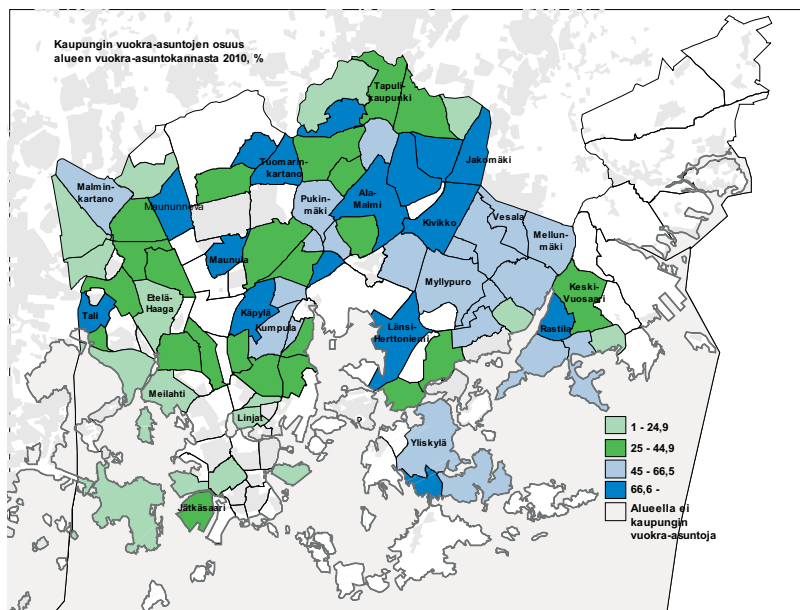 Kaupungin vuokra-asuntojen osuus
alueen vuokra-asuntokannasta 2010, %
Tapuli-
kaupunki
Jakomäki
Tuomarin-
kartano
Malmin-
kartano
Maununneva
Ala-
Malmi
Pukin-
mäki
Kivikko
Vesala
Mellun-
mäki
Maunula
Myllypuro
Keski-
Vuosaari
Etelä-
Haaga
Tali
Käpylä
Kumpula
Länsi-
Herttoniemi
Rastila
Meilahti
Linjat
P
Yliskylä
Jätkäsaari
1 - 24,9
25 - 44,9
45 - 66,5
66,6 -
Alueella ei
kaupungin
vuokra-asuntoja